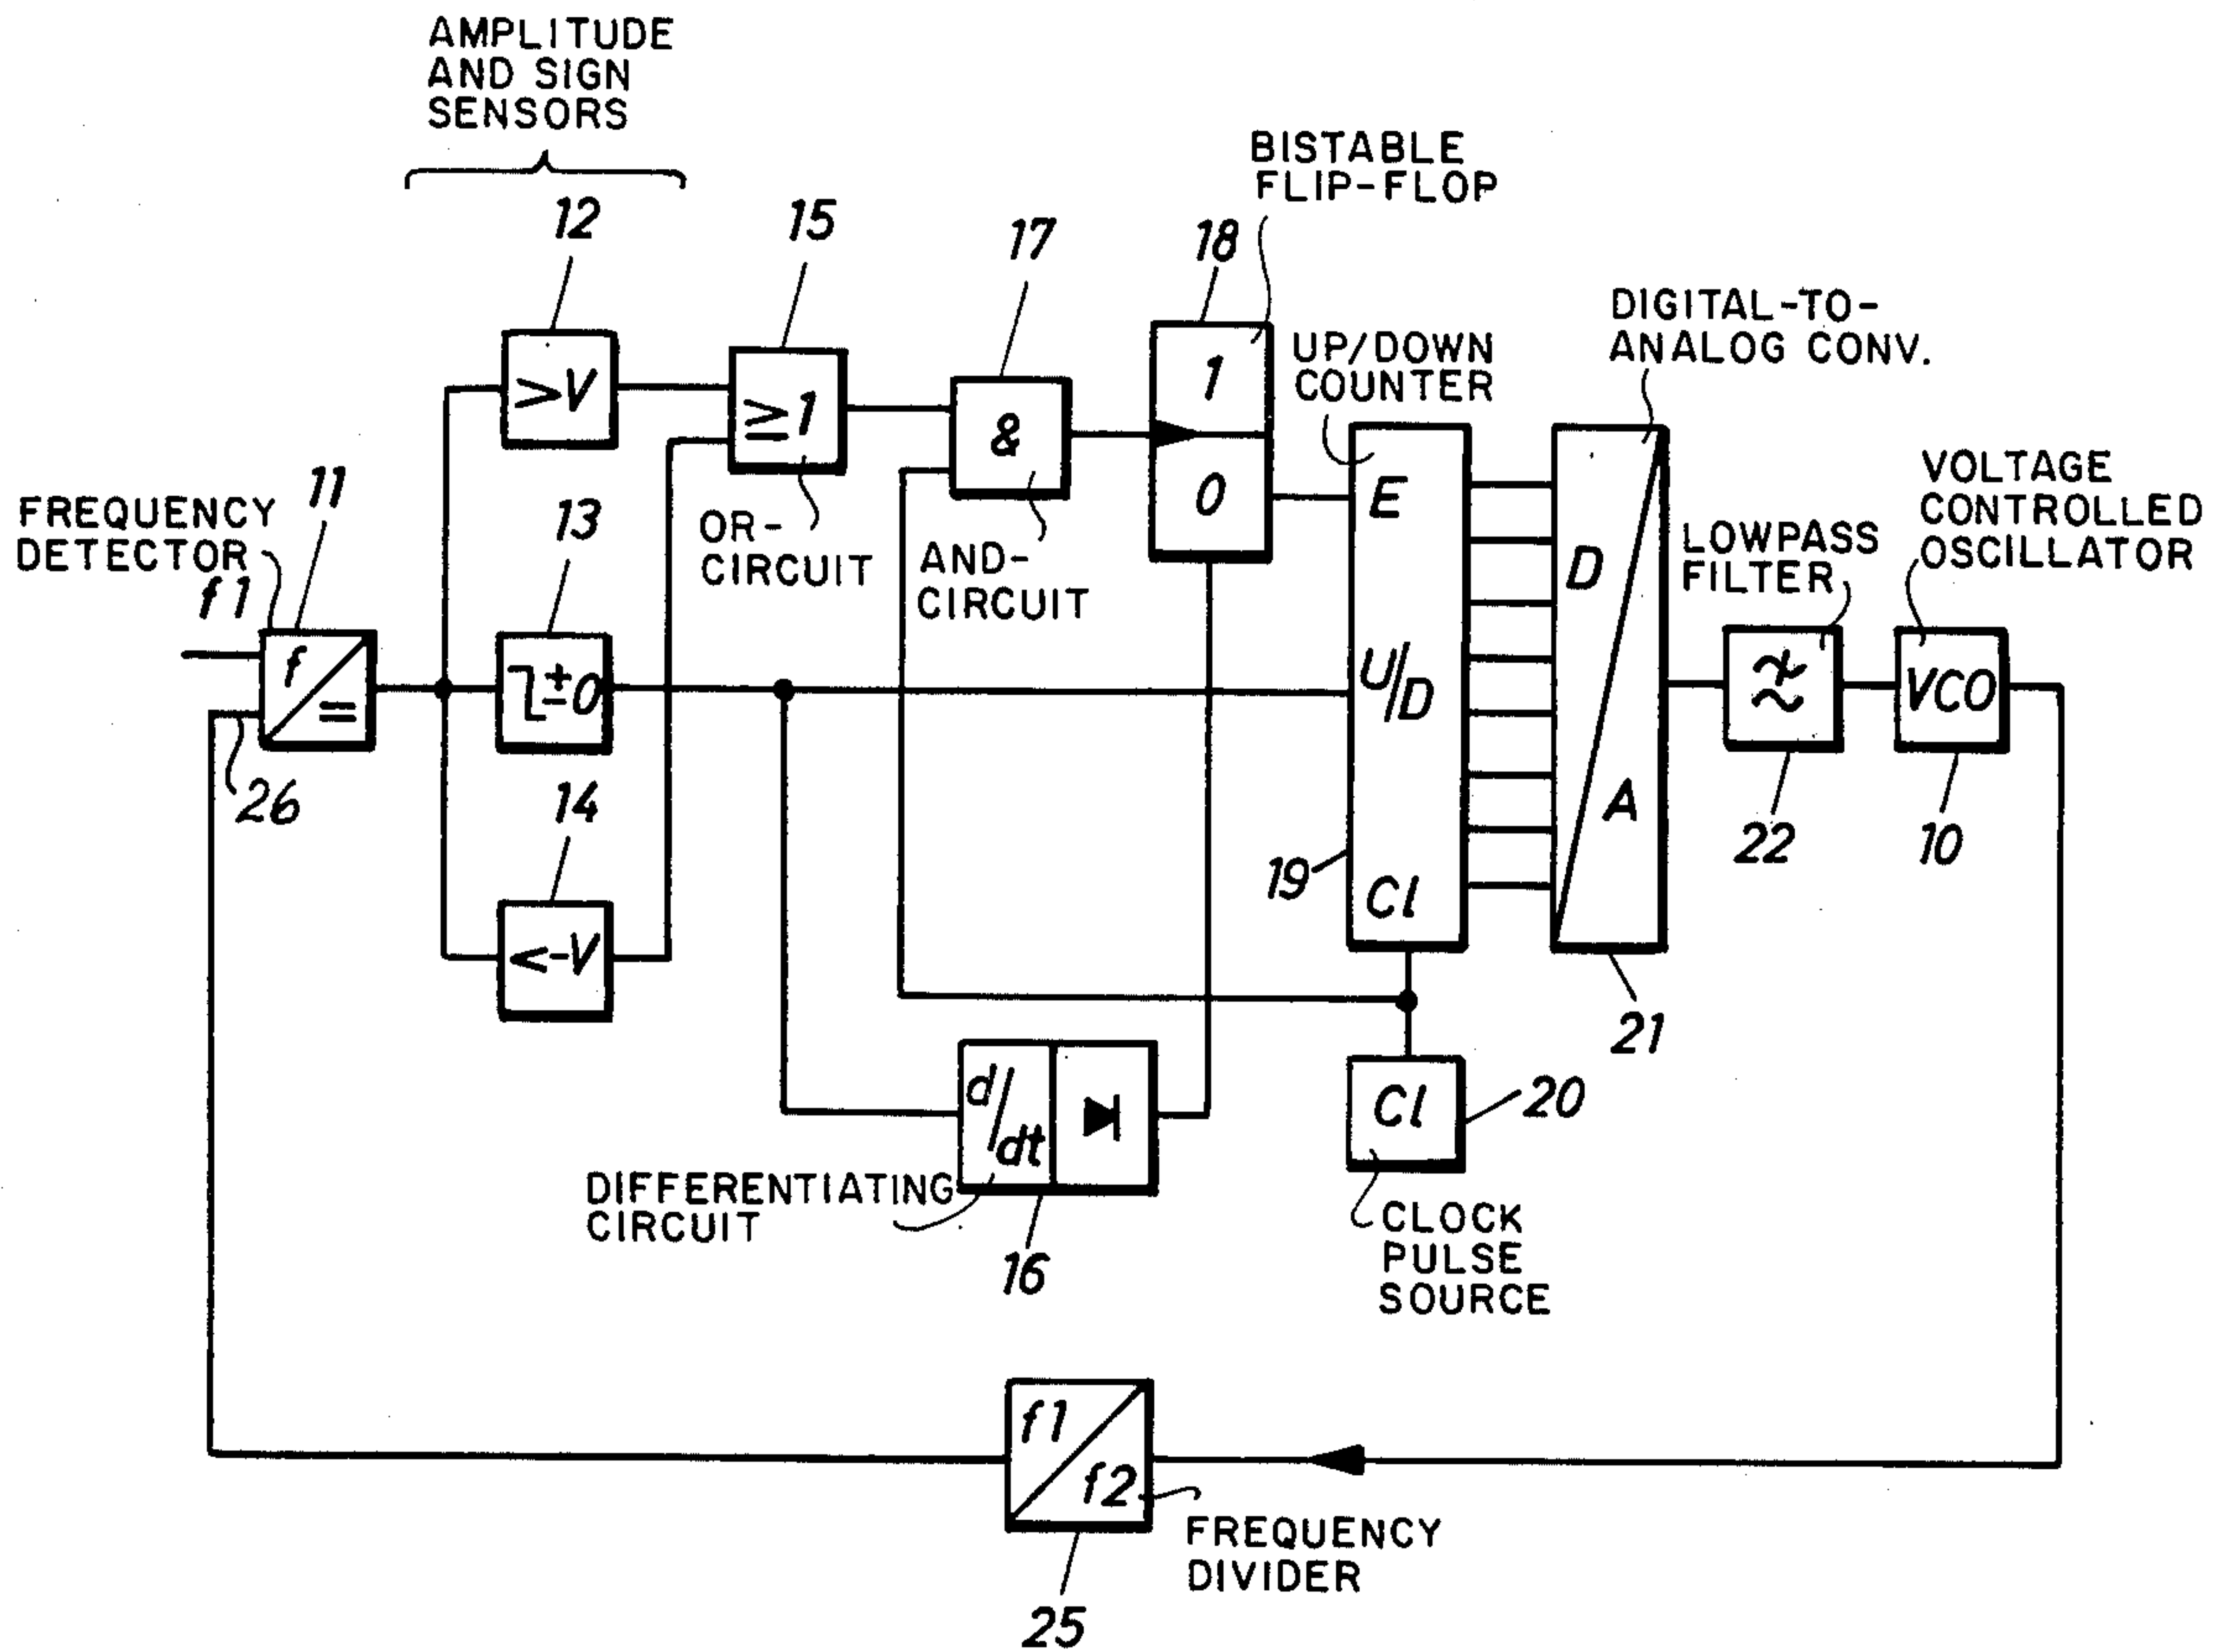 AMPLITUDE
AND SIGN
SENSORS
12
15
17
18
BISTABLE
FLIP-FLOP
UP/DOWN
COUNTER
DIGITAL-TO-
ANALOG CONV.
>V
≧1
&
1
0
OR-
CIRCUIT
AND-
CIRCUIT
FREQUENCY
DETECTOR
11
f1
f
=
26
13
±0
14
<-V
E
U/D
Cl
19
D
A
21
LOWPASS
FILTER
22
VOLTAGE
CONTROLLED
OSCILLATOR
VCO
10
d/dt
DIFFERENTIATING
CIRCUIT
16
Cl
20
CLOCK
PULSE
SOURCE
f1
f2
FREQUENCY
DIVIDER
25